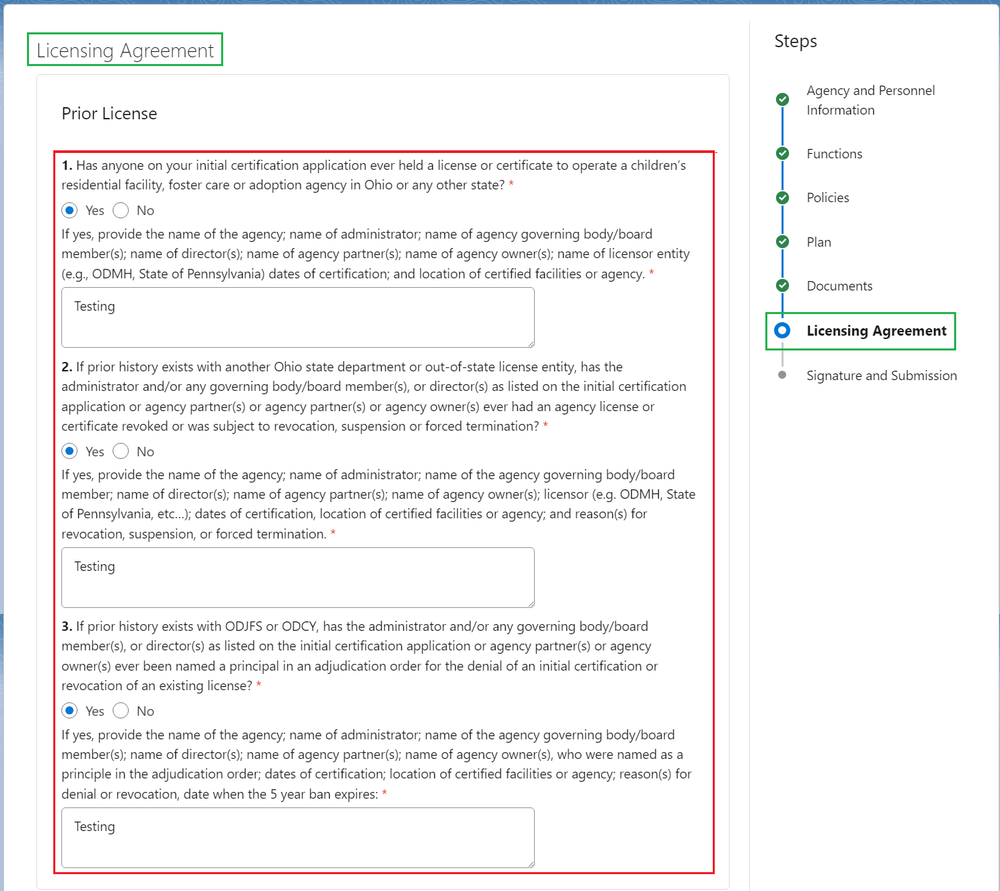 Licensing Agreement
Prior License
1. Has anyone on your initial certification application ever held a license or certificate to operate a children’s
residential facility, foster care or adoption agency in Ohio or any other state? *
Yes No
If yes, provide the name of the agency; name of administrator; name of agency governing body/board
member(s); name of director(s); name of agency partner(s); name of agency owner(s); name of licensor entity
(e.g., ODMH, State of Pennsylvania) dates of certification; and location of certified facilities or agency. *
Testing
2. If prior history exists with another Ohio state department or out-of-state license entity, has the
administrator and/or any governing body/board member(s), or director(s) as listed on the initial certification
application or agency partner(s) or agency partner(s) or agency owner(s) ever had an agency license or
certificate revoked or was subject to revocation, suspension or forced termination? *
Yes No
If yes, provide the name of the agency; name of administrator; name of the agency governing body/board
member; name of director(s); name of agency partner(s); name of agency owner(s); licensor (e.g. ODMH, State
of Pennsylvania, etc...); dates of certification, location of certified facilities or agency; and reason(s) for
revocation, suspension, or forced termination. *
Testing
3. If prior history exists with ODJFS or ODCY, has the administrator and/or any governing body/board
member(s), or director(s) as listed on the initial certification application or agency partner(s) or agency
owner(s) ever been named a principal in an adjudication order for the denial of an initial certification or
revocation of an existing license? *
Yes No
If yes, provide the name of the agency; name of administrator; name of the agency governing body/board
member(s); name of director(s); name of agency partner(s); name of agency owner(s), who were named as a
principle in the adjudication order; dates of certification; location of certified facilities or agency; reason(s) for
denial or revocation, date when the 5 year ban expires: *
Testing
Steps
Agency and Personnel
Information
Functions
Policies
Plan
Documents
Licensing Agreement
Signature and Submission